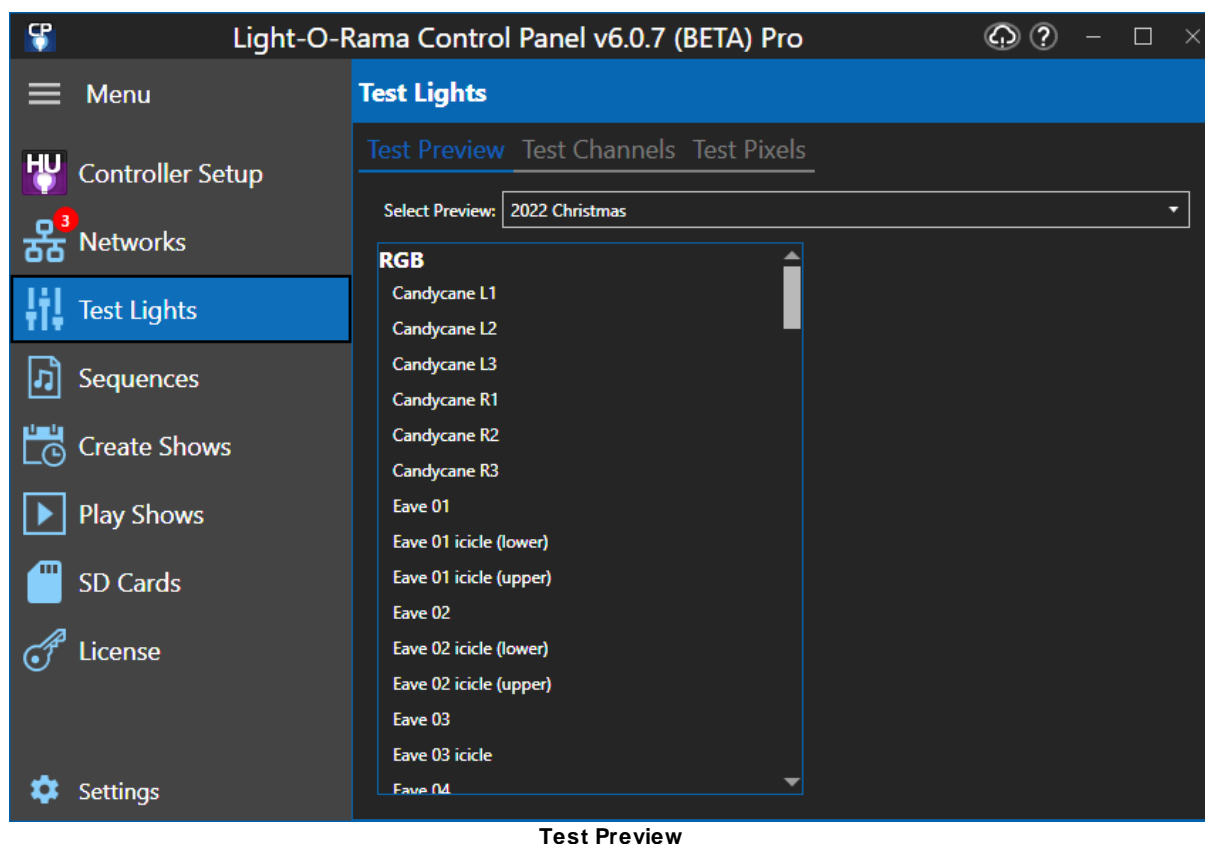 CP
Light-O-Rama Control Panel v6.0.7 (BETA) Pro
?
Menu
HU
Controller Setup
3
Networks
Test Lights
Sequences
Create Shows
Play Shows
SD Cards
License
Settings
Test Lights
Test Preview Test Channels Test Pixels
Select Preview: 2022 Christmas
RGB
Candycane L1
Candycane L2
Candycane L3
Candycane R1
Candycane R2
Candycane R3
Eave 01
Eave 01 icicle (lower)
Eave 01 icicle (upper)
Eave 02
Eave 02 icicle (lower)
Eave 02 icicle (upper)
Eave 03
Eave 03 icicle
Eave 04
Test Preview